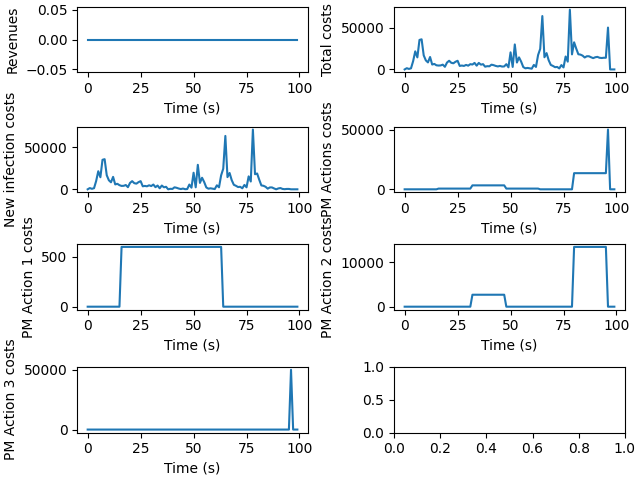 Revenues
0.05
0.00
−0.05
0 25 50 75 100
Time (s)
Total costs
50000
0
0 25 50 75 100
Time (s)
New infection costs
50000
0
0 25 50 75 100
Time (s)
PM Actions costs
50000
0
0 25 50 75 100
Time (s)
PM Action 1 costs
500
0
0 25 50 75 100
Time (s)
PM Action 2 costs
10000
0
0 25 50 75 100
Time (s)
PM Action 3 costs
50000
0
0 25 50 75 100
Time (s)
1.0
0.5
0.0
0.0 0.2 0.4 0.6 0.8 1.0